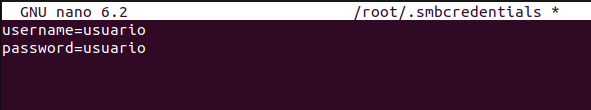 GNU nano 6.2 /root/.smbcredentials *
username=usuario
password=usuario